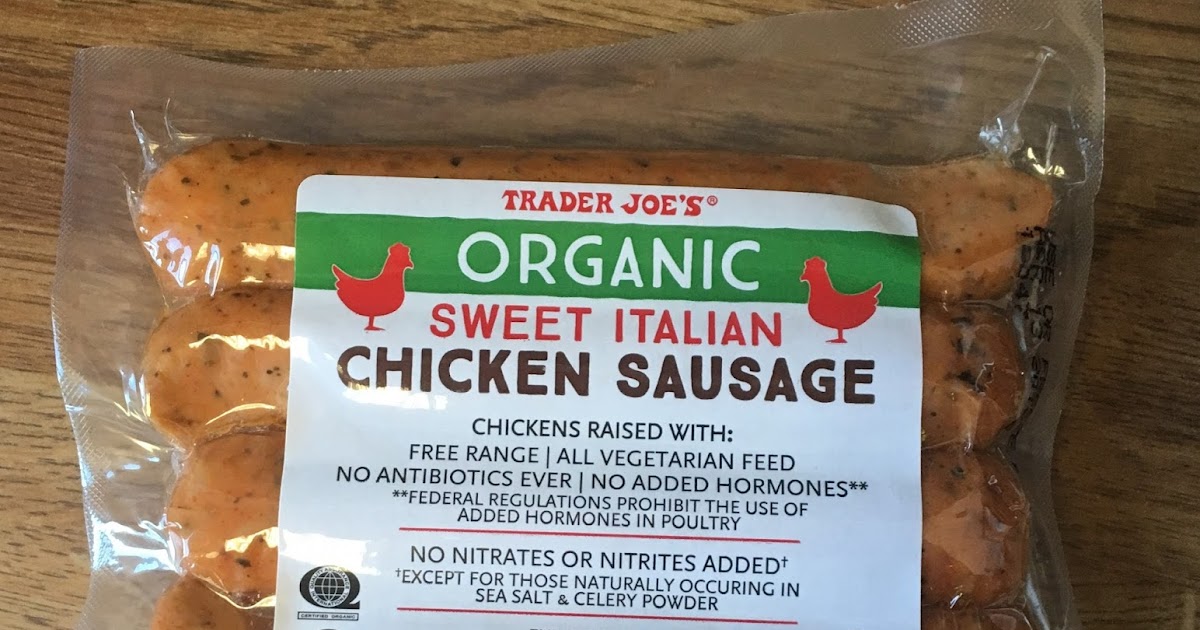 TRADER JOE'S®
ORGANIC
SWEET ITALIAN
CHICKEN SAUSAGE
CHICKENS RAISED WITH:
FREE RANGE | ALL VEGETARIAN FEED
NO ANTIBIOTICS EVER | NO ADDED HORMONES**
**FEDERAL REGULATIONS PROHIBIT THE USE OF
ADDED HORMONES IN POULTRY
NO NITRATES OR NITRITES ADDED†
†EXCEPT FOR THOSE NATURALLY OCCURING IN
SEA SALT & CELERY POWDER
CERTIFIED ORGANIC